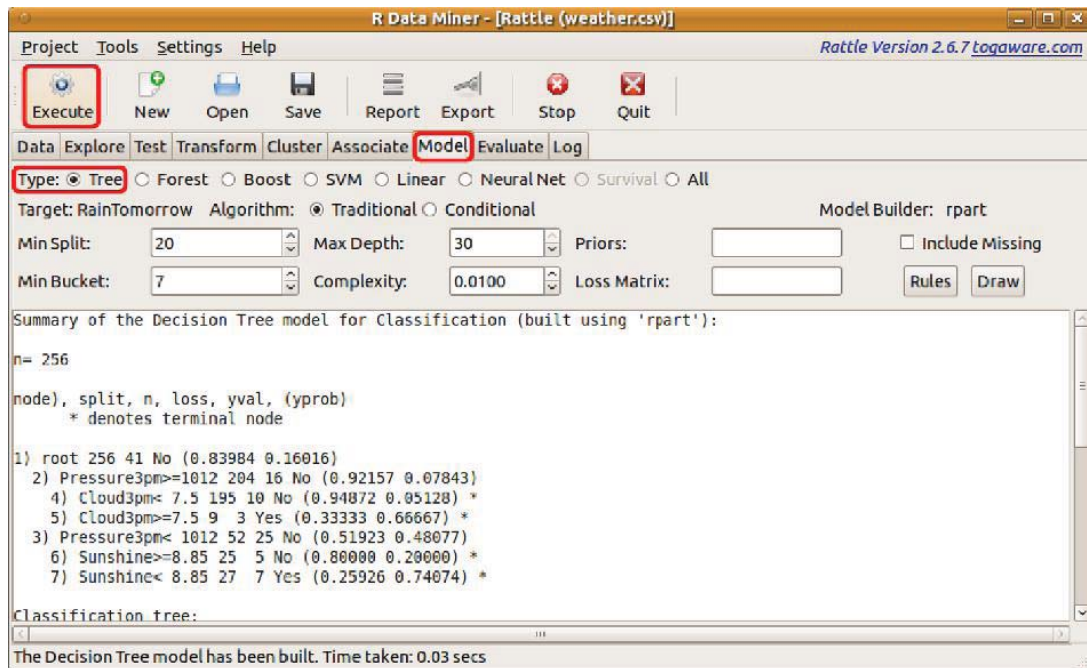 R Data Miner - [Rattle (weather.csv)]
Project Tools Settings Help Rattle Version 2.6.7 togaware.com
Execute New Open Save Report Export Stop Quit
Data Explore Test Transform Cluster Associate Model Evaluate Log
Type: Tree Forest Boost SVM Linear Neural Net Survival All
Target: RainTomorrow Algorithm: Traditional Conditional Model Builder: rpart
Min Split: 20 Max Depth: 30 Priors: Include Missing
Min Bucket: 7 Complexity: 0.0100 Loss Matrix: Rules Draw
Summary of the Decision Tree model for Classification (built using 'rpart'):
n= 256
node), split, n, loss, yval, (yprob)
* denotes terminal node
1) root 256 41 No (0.83984 0.16016)
2) Pressure3pm>=1012 204 16 No (0.92157 0.07843)
4) Cloud3pm< 7.5 195 10 No (0.94872 0.05128) *
5) Cloud3pm>=7.5 9 3 Yes (0.33333 0.66667) *
3) Pressure3pm< 1012 52 25 No (0.51923 0.48077)
6) Sunshine>=8.85 25 5 No (0.80000 0.20000) *
7) Sunshine< 8.85 27 7 Yes (0.25926 0.74074) *
Classification tree:
The Decision Tree model has been built. Time taken: 0.03 secs